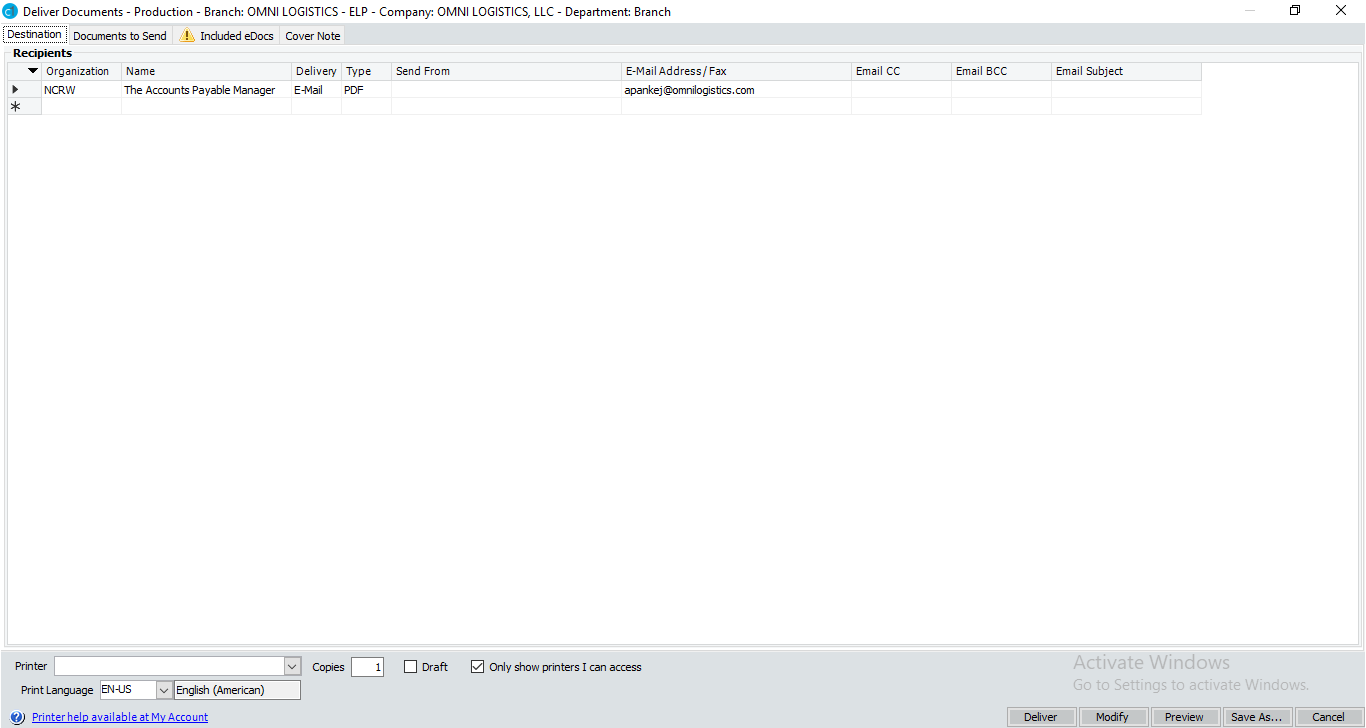 Deliver Documents - Production - Branch: OMNI LOGISTICS - ELP - Company: OMNI LOGISTICS, LLC - Department: Branch
Destination Documents to Send Included eDocs Cover Note
Recipients
Organization Name Delivery Type Send From E-Mail Address/Fax Email CC Email BCC Email Subject
NCRW The Accounts Payable Manager E-Mail PDF apankej@omnilogistics.com
Printer Copies 1 Draft Only show printers I can access
Activate Windows
Go to Settings to activate Windows.
Print Language EN-US English (American)
Printer help available at My Account
Deliver Modify Preview Save As... Cancel